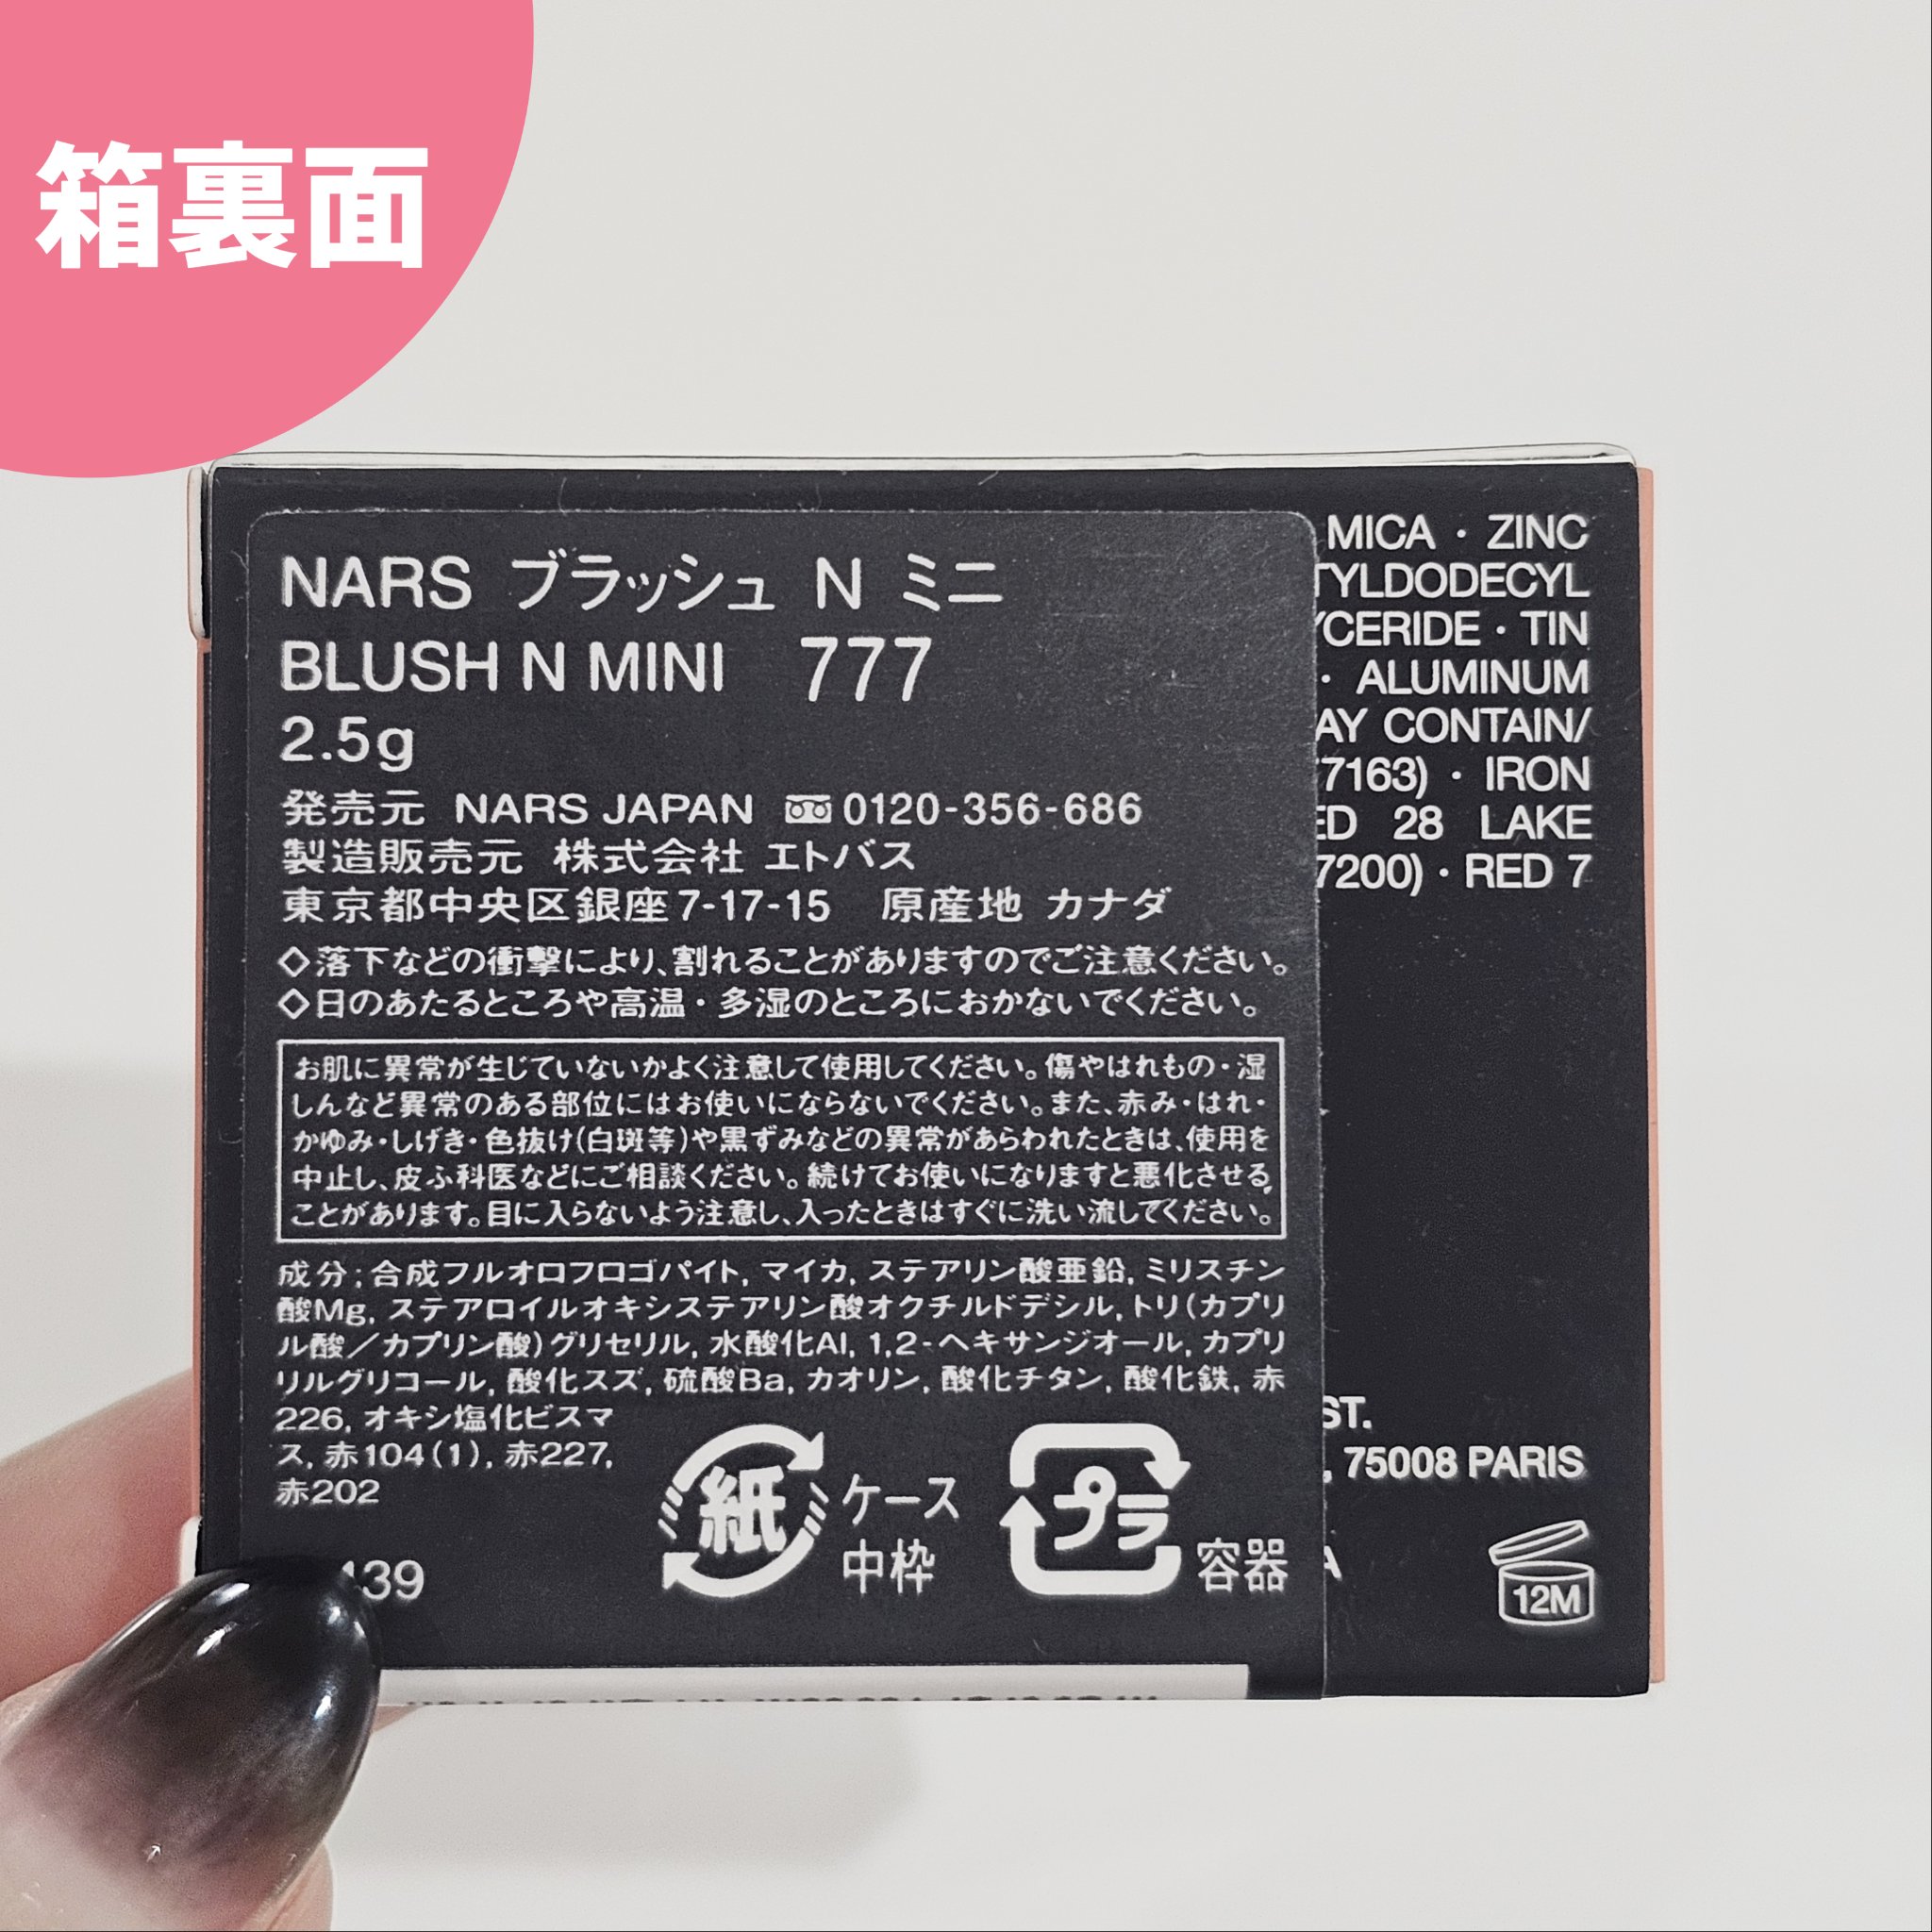 箱裏面
NARS ブラッシュ N ミニ
BLUSH N MINI 777
2.5g
発売元 NARS JAPAN 0120-356-686
製造販売元 株式会社 エトバス
東京都中央区銀座7-17-15 原産地 カナダ
◇落下などの衝撃により、割れることがありますのでご注意ください。
◇日のあたるところや高温・多湿のところにおかないでください。
お肌に異常が生じていないかよく注意して使用してください。傷やはれもの・湿
しんなど異常のある部位にはお使いにならないでください。また、赤み・はれ・
かゆみ・しげき・色抜け(白斑等)や黒ずみなどの異常があらわれたときは、使用を
中止し、皮ふ科医などにご相談ください。続けてお使いになりますと悪化させる
ことがあります。目に入らないよう注意し、入ったときはすぐに洗い流してください。
成分;合成フルオロフロゴパイト, マイカ, ステアリン酸亜鉛, ミリスチン
酸Mg, ステアロイルオキシステアリン酸オクチルドデシル, トリ(カプリ
ル酸/カプリン酸)グリセリル, 水酸化Al, 1,2-ヘキサンジオール, カプリ
リルグリコール, 酸化スズ, 硫酸Ba, カオリン, 酸化チタン, 酸化鉄, 赤
226, オキシ塩化ビスマ
ス, 赤104(1), 赤227,
赤202
39
紙
ケース
中枠
プラ
容器
MICA · ZINC
TYLDODECYL
YCERIDE · TIN
· ALUMINUM
AY CONTAIN/
77163) · IRON
ED 28 LAKE
7200) · RED 7
ST.
, 75008 PARIS
A
12M